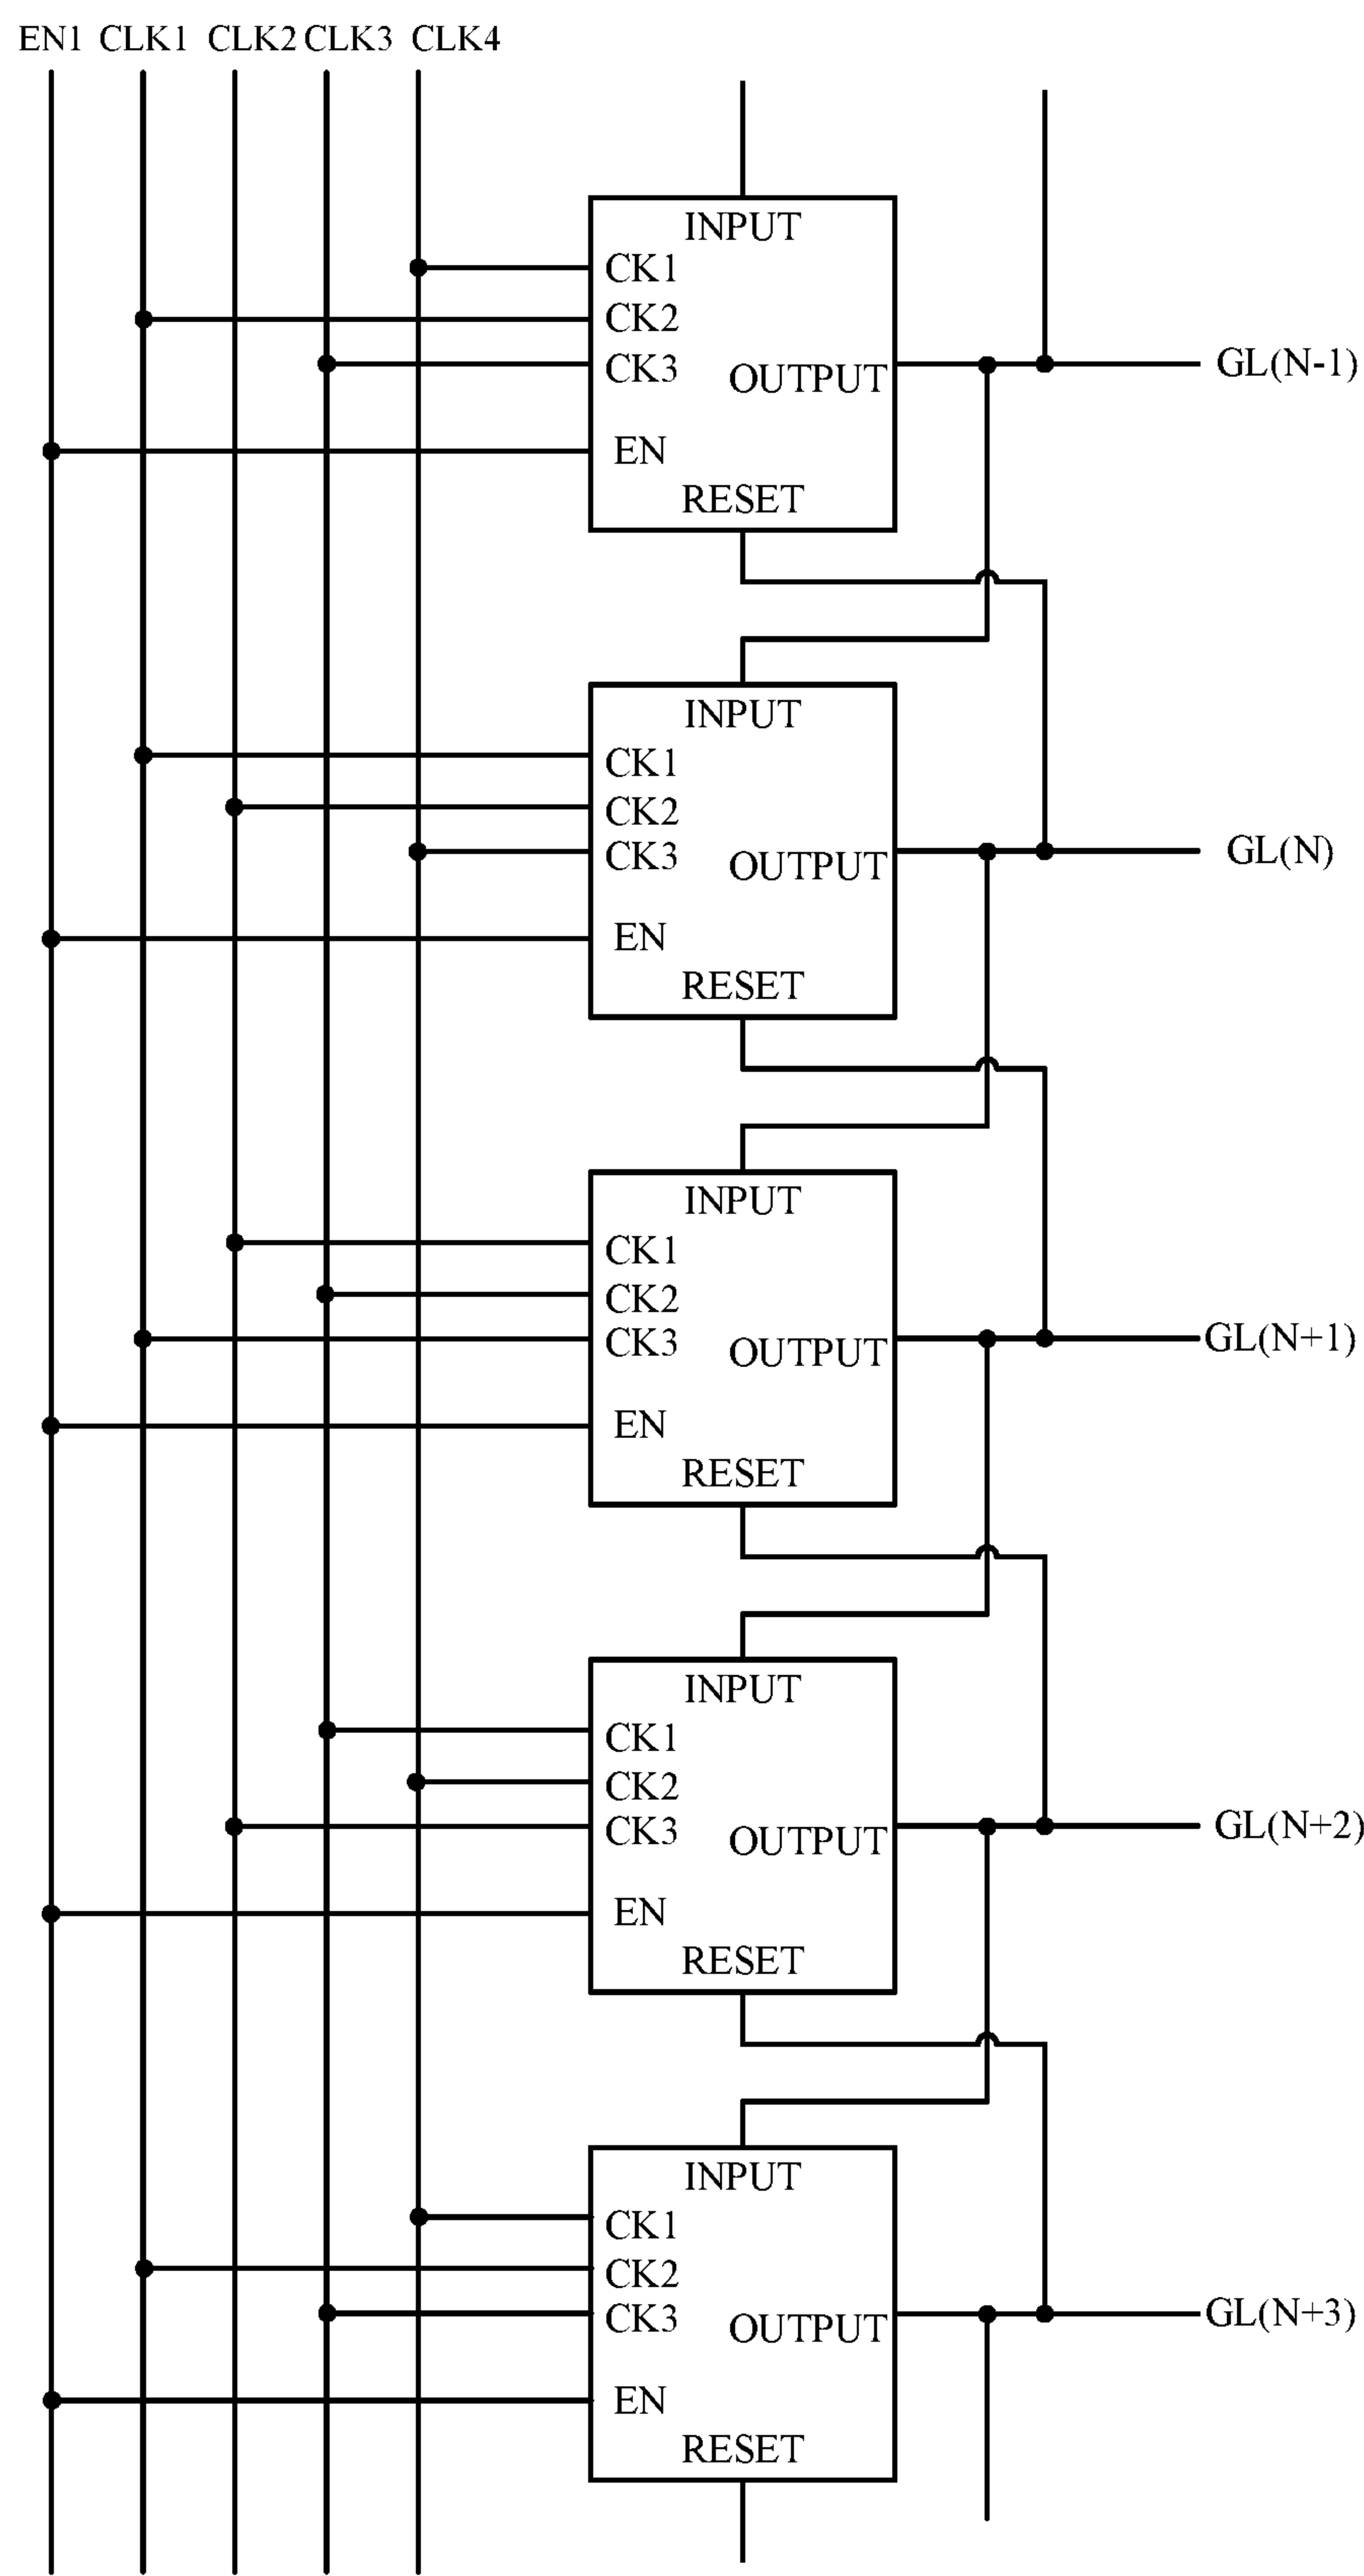 EN1 CLK1 CLK2 CLK3 CLK4
INPUT
CK1
CK2
CK3
OUTPUT
GL(N-1)
EN
RESET
INPUT
CK1
CK2
CK3
OUTPUT
GL(N)
EN
RESET
INPUT
CK1
CK2
CK3
OUTPUT
GL(N+1)
EN
RESET
INPUT
CK1
CK2
CK3
OUTPUT
GL(N+2)
EN
RESET
INPUT
CK1
CK2
CK3
OUTPUT
GL(N+3)
EN
RESET